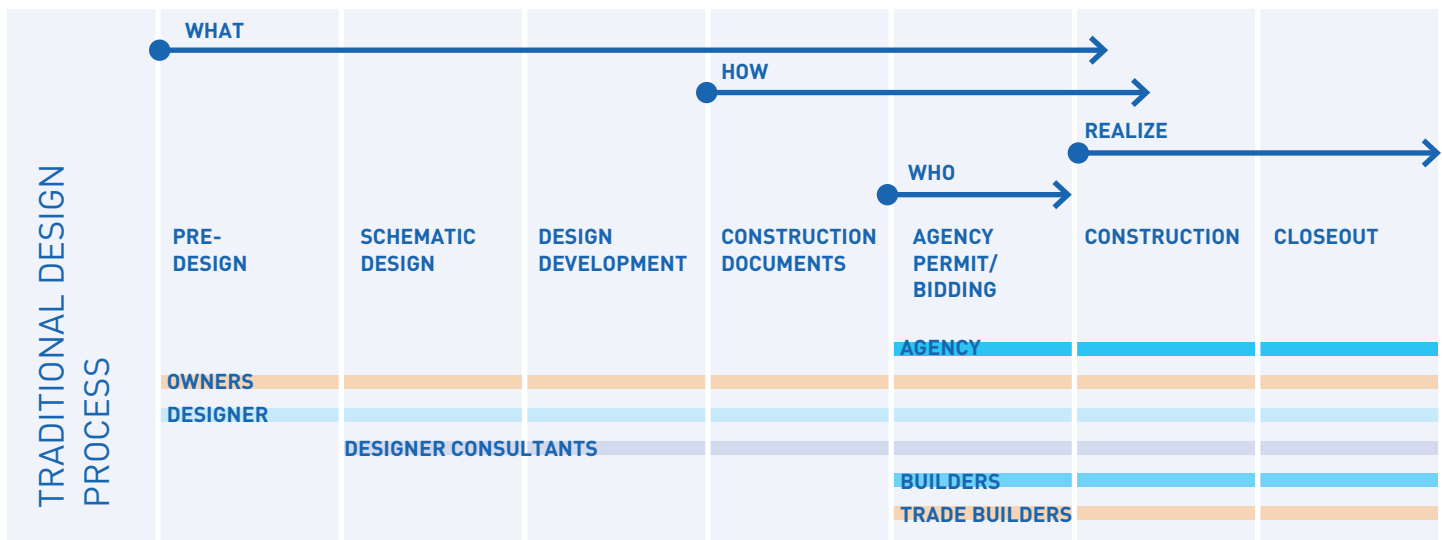 WHAT
HOW
REALIZE
WHO
PRE-
DESIGN
SCHEMATIC
DESIGN
DESIGN
DEVELOPMENT
CONSTRUCTION
DOCUMENTS
AGENCY
PERMIT/
BIDDING
CONSTRUCTION
CLOSEOUT
TRADITIONAL DESIGN
PROCESS
AGENCY
OWNERS
DESIGNER
DESIGNER CONSULTANTS
BUILDERS
TRADE BUILDERS